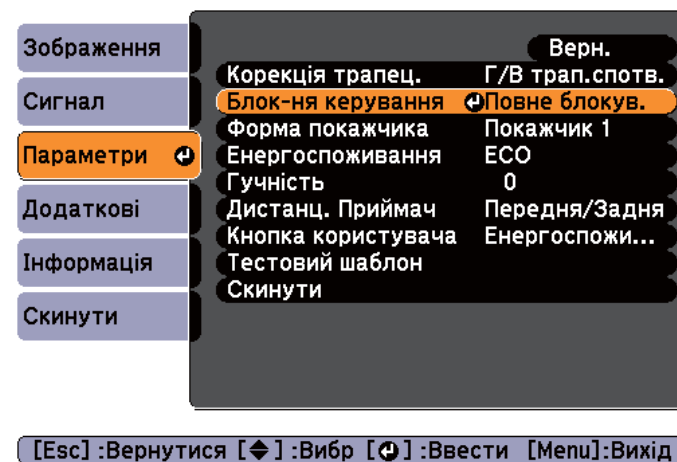 Зображення
Сигнал
Параметри
Додаткові
Інформація
Скинути
Верн.
Корекція трапец. Г/В трап.спотв.
Блок-ня керування Повне блокув.
Форма покажчика Покажчик 1
Енергоспоживання ECO
Гучність 0
Дистанц. Приймач Передня/Задня
Кнопка користувача Енергоспожи...
Тестовий шаблон
Скинути
[Esc] :Вернутися [◆] :Вибр [↵] :Ввести [Menu]:Вихід